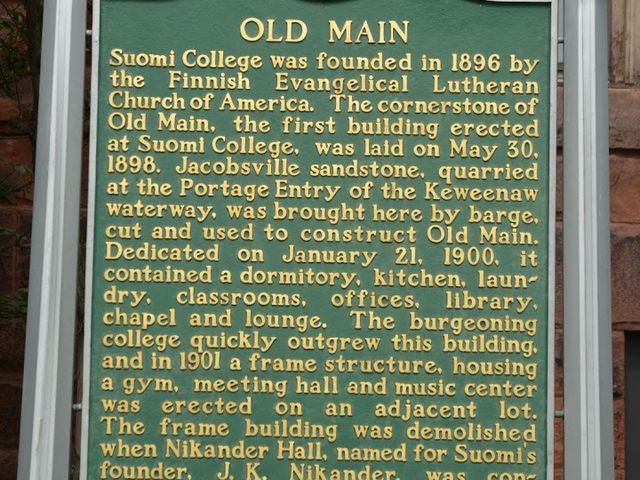 OLD MAIN
Suomi College was founded in 1896 by
the Finnish Evangelical Lutheran
Church of America. The cornerstone of
Old Main, the first building erected
at Suomi College, was laid on May 30,
1898. Jacobsville sandstone, quarried
at the Portage Entry of the Keweenaw
waterway, was brought here by barge,
cut and used to construct Old Main.
Dedicated on January 21, 1900, it
contained a dormitory, kitchen, laun-
dry, classrooms, offices, library,
chapel and lounge. The burgeoning
college quickly outgrew this building,
and in 1901 a frame structure, housing
a gym, meeting hall and music center
was erected on an adjacent lot.
The frame building was demolished
when Nikander Hall, named for Suomi's
founder, J. K. Nikander, was con-